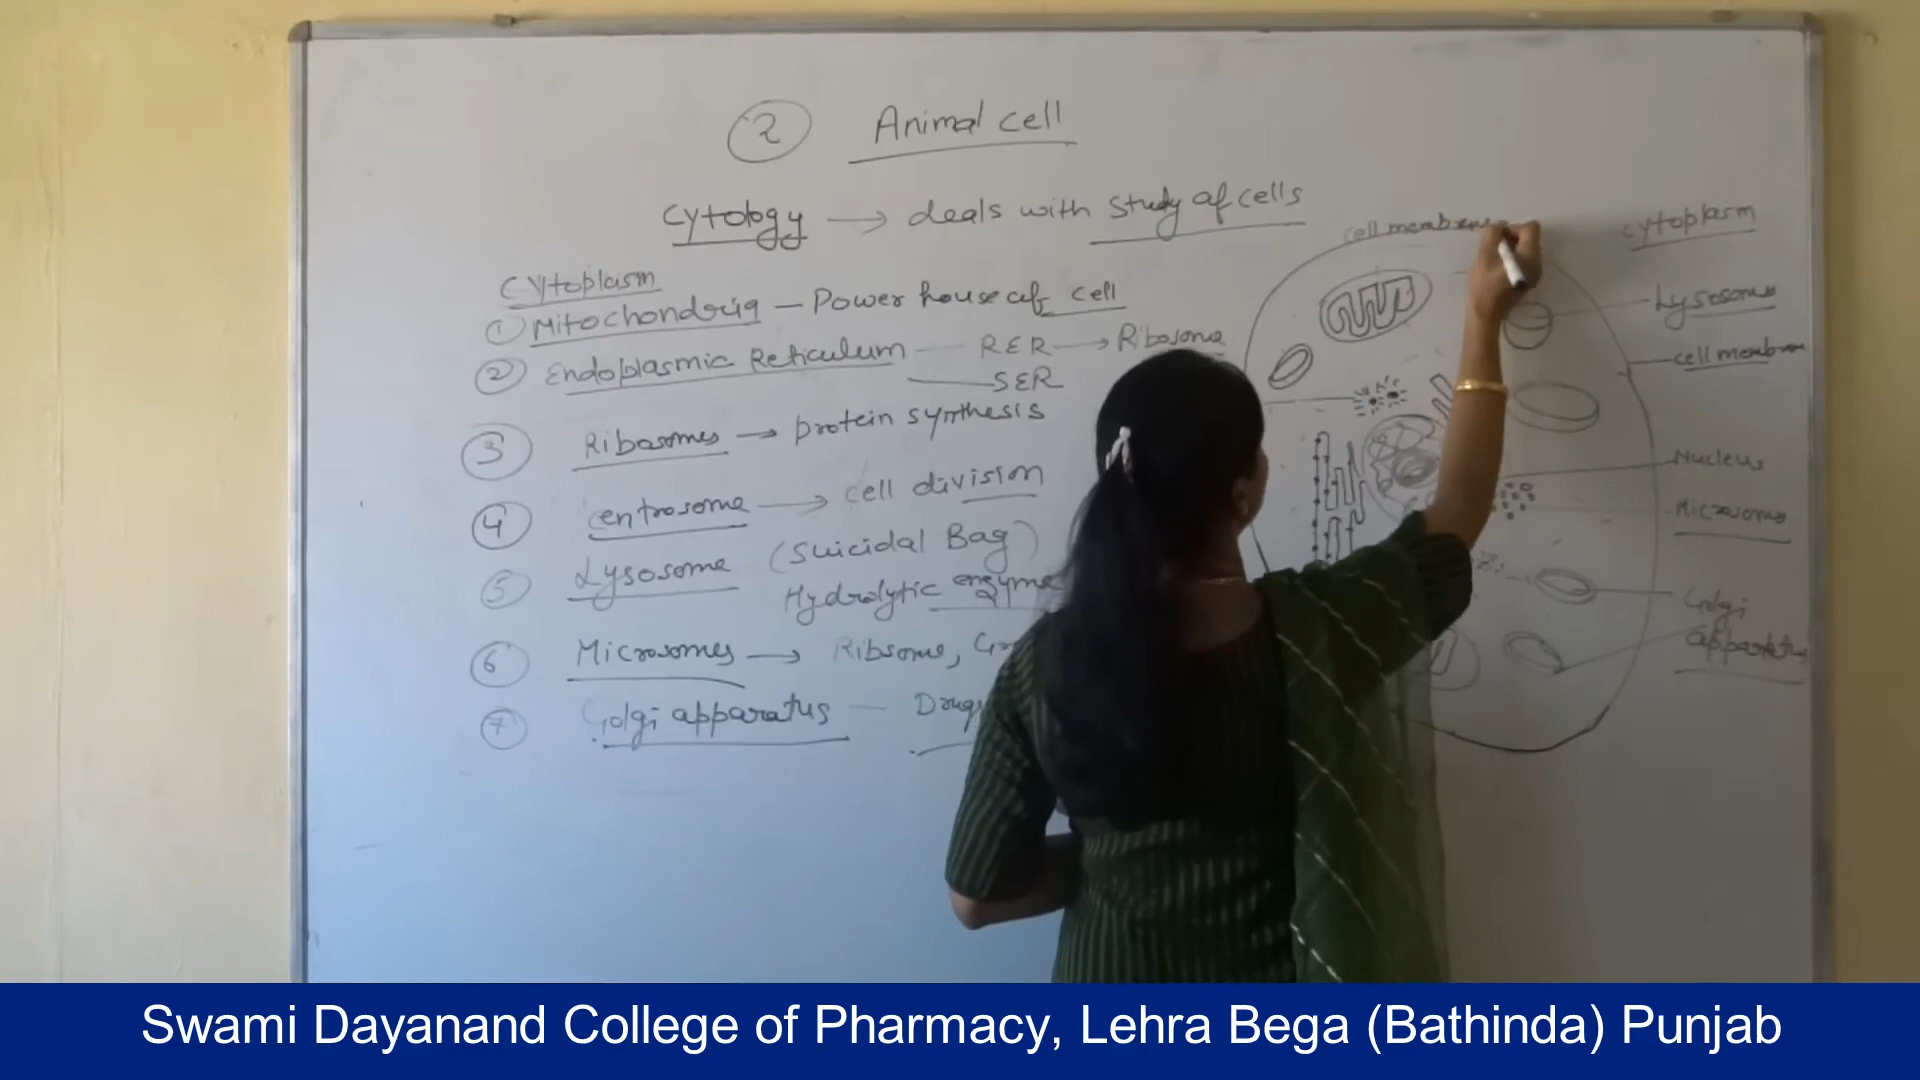 2 Animal cell
Cytology → deals with study of cells
Cytoplasm
1 Mitochondria — Power house of cell
2 Endoplasmic Reticulum — RER → Ribosome
SER
3 Ribosomes → protein synthesis
4 centrosome → cell division
5 Lysosome (Suicidal Bag)
Hydrolytic enzyme
6 Microsomes → Ribsome,
7 Golgi apparatus —
cell membrane
cytoplasm
Lysosome
cell membran
Nucleus
Microsome
Golgi
apparatus
Swami Dayanand College of Pharmacy, Lehra Bega (Bathinda) Punjab